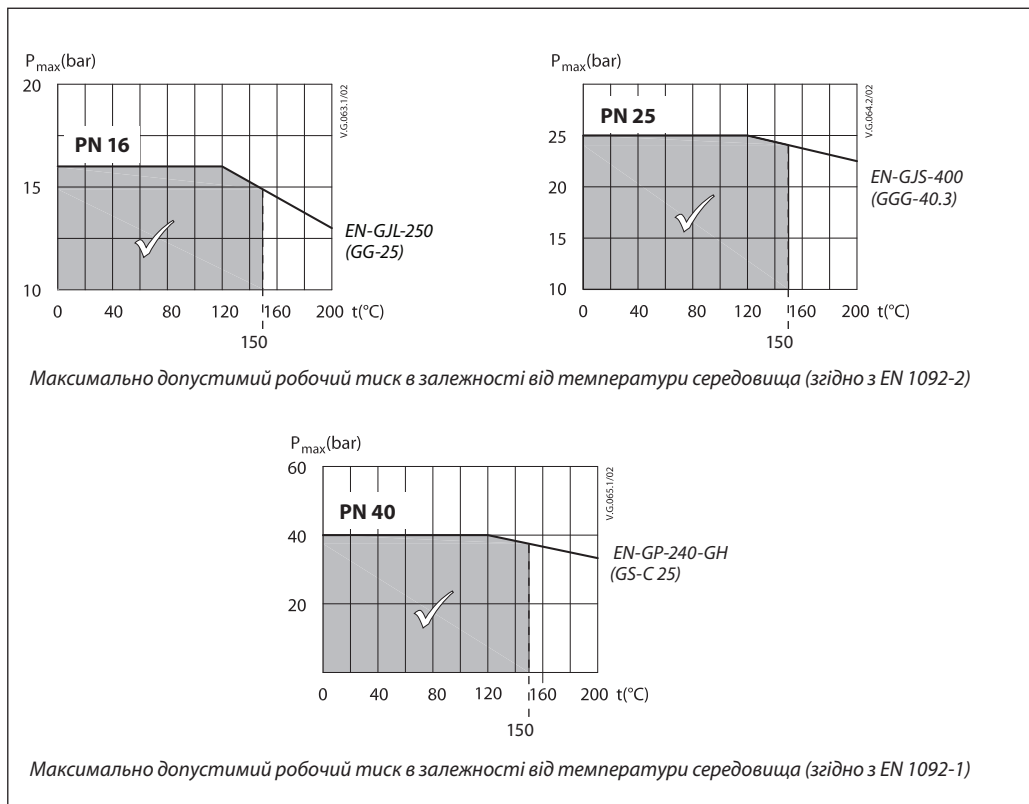 P_max(bar)
20
15
10
PN 16
V.G.063.1/02
EN-GJL-250
(GG-25)
0 40 80 120 160 200 t(°C)
150
P_max(bar)
25
20
15
10
PN 25
V.G.064.2/02
EN-GJS-400
(GGG-40.3)
0 40 80 120 160 200 t(°C)
150
Максимально допустимий робочий тиск в залежності від температури середовища (згідно з EN 1092-2)
P_max(bar)
60
40
20
PN 40
V.G.065.1/02
EN-GP-240-GH
(GS-C 25)
0 40 80 120 160 200 t(°C)
150
Максимально допустимий робочий тиск в залежності від температури середовища (згідно з EN 1092-1)